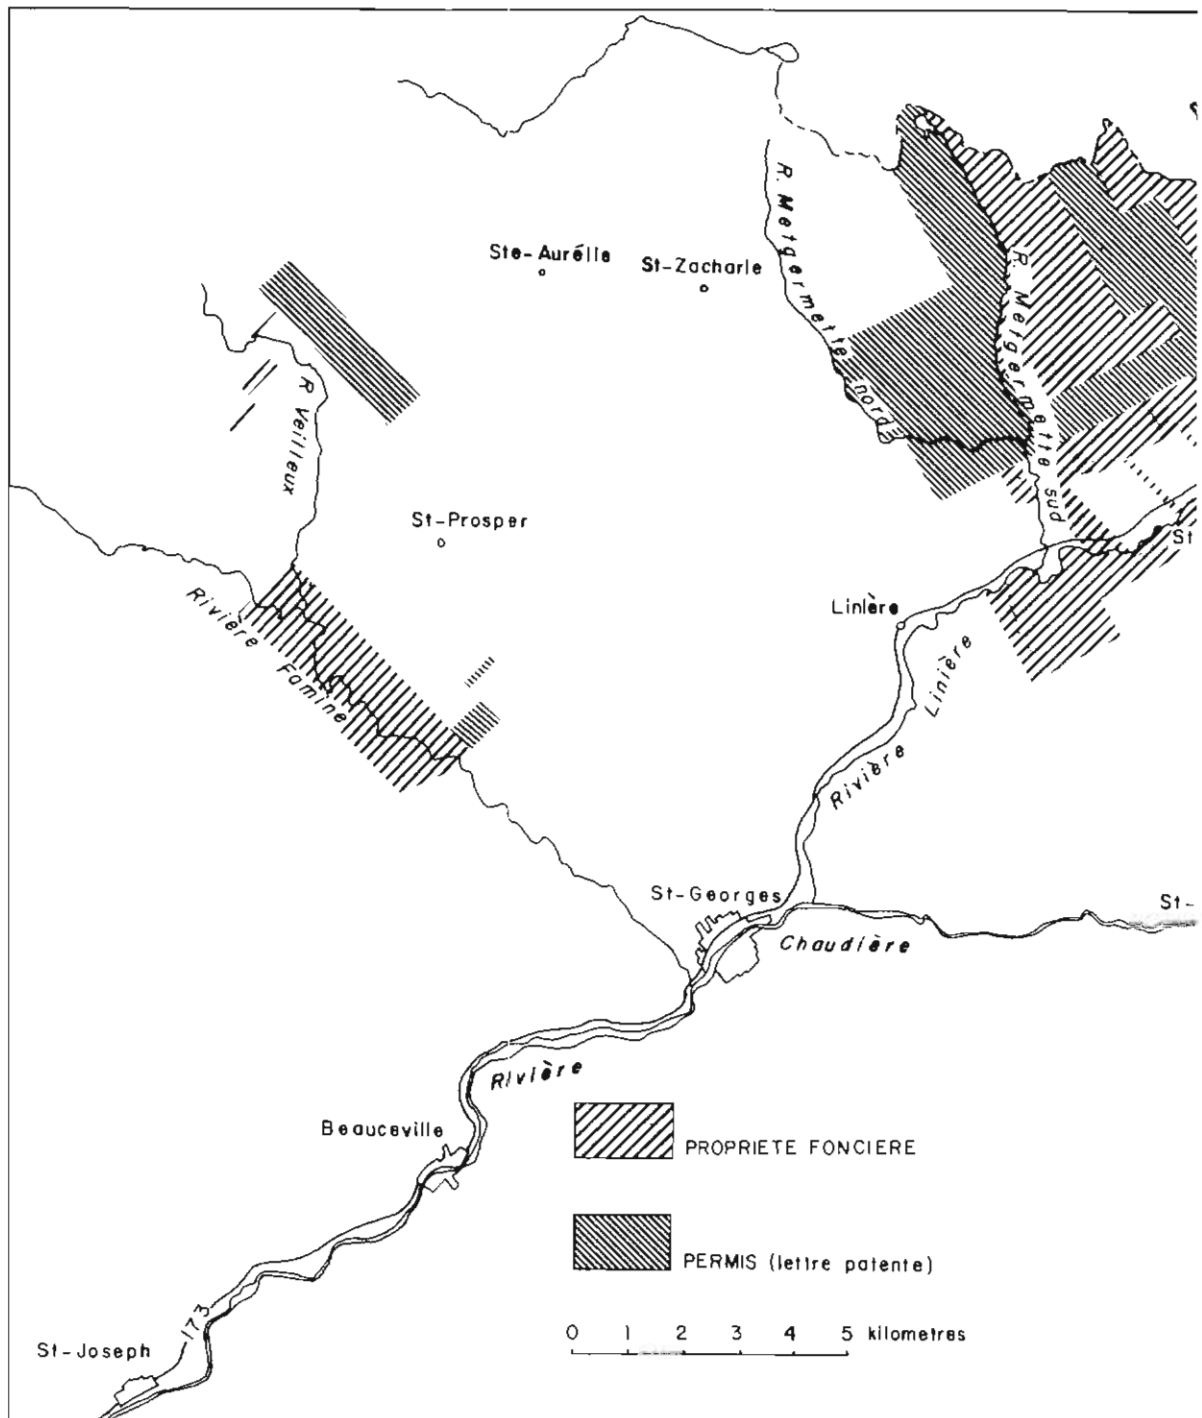 R. Metgermette nord
Ste-Aurélie
St-Zacharie
R. Metgermette sud
R Veilleux
St-Prosper
St
Rivière Famine
Linière
Rivière Linière
St-Georges
St-
Chaudière
Rivière
Beauceville
PROPRIETE FONCIERE
PERMIS (lettre patente)
173
0 1 2 3 4 5 kilometres
St-Joseph